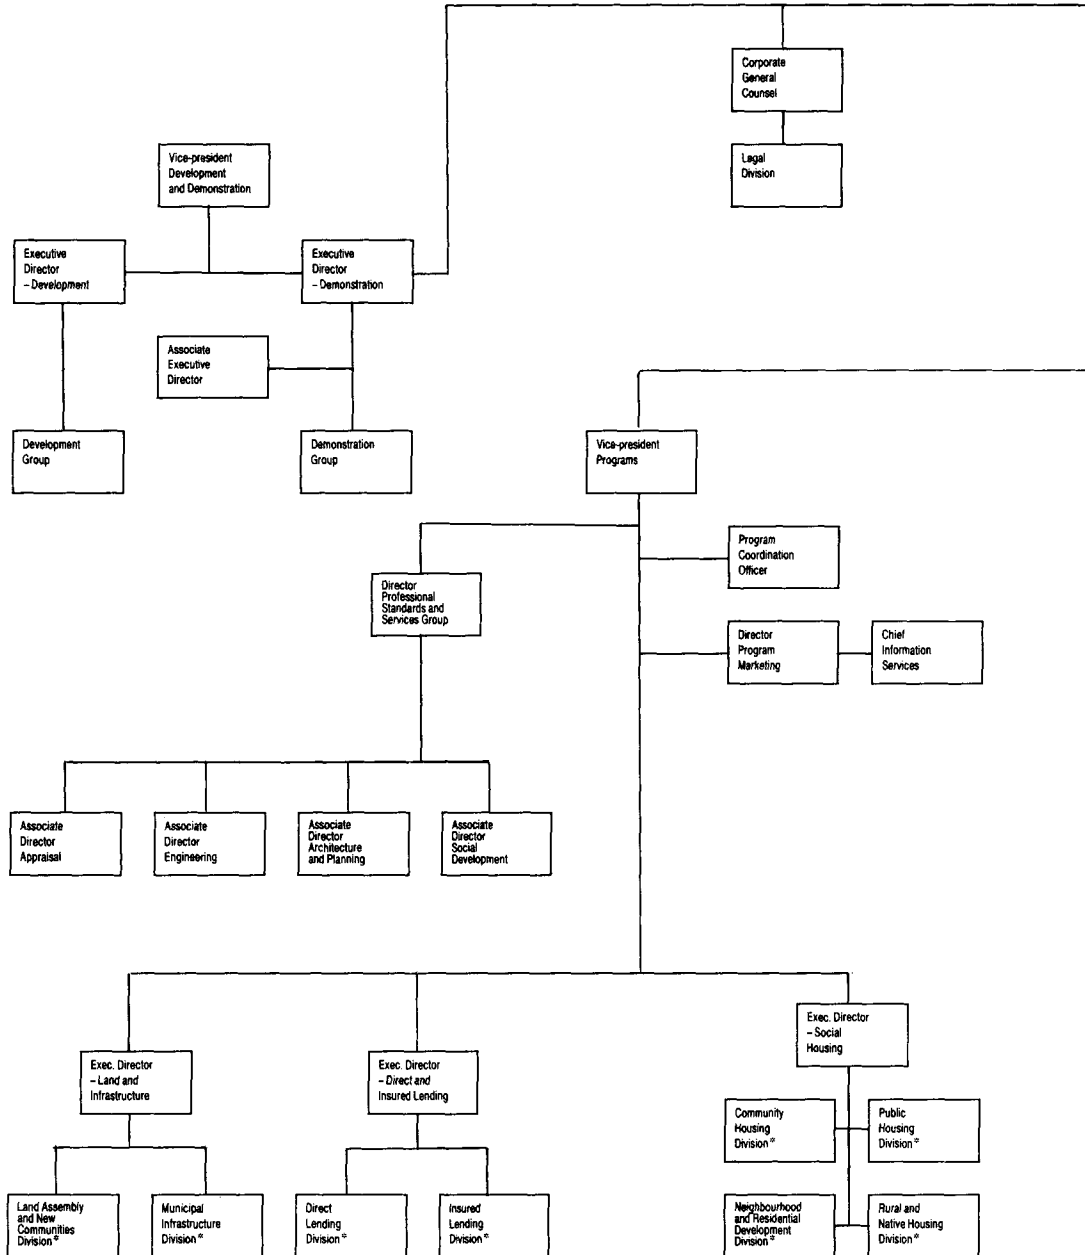 Corporate
General
Counsel
Legal
Division
Vice-president
Development
and Demonstration
Executive
Director
– Development
Executive
Director
– Demonstration
Associate
Executive
Director
Development
Group
Demonstration
Group
Vice-president
Programs
Program
Coordination
Officer
Director
Professional
Standards and
Services Group
Director
Program
Marketing
Chief
Information
Services
Associate
Director
Appraisal
Associate
Director
Engineering
Associate
Director
Architecture
and Planning
Associate
Director
Social
Development
Exec. Director
– Social
Housing
Exec. Director
– Land and
Infrastructure
Exec. Director
– Direct and
Insured Lending
Community
Housing
Division*
Public
Housing
Division*
Land Assembly
and New
Communities
Division*
Municipal
Infrastructure
Division*
Direct
Lending
Division*
Insured
Lending
Division*
Neighbourhood
and Residential
Development
Division*
Rural and
Native Housing
Division*